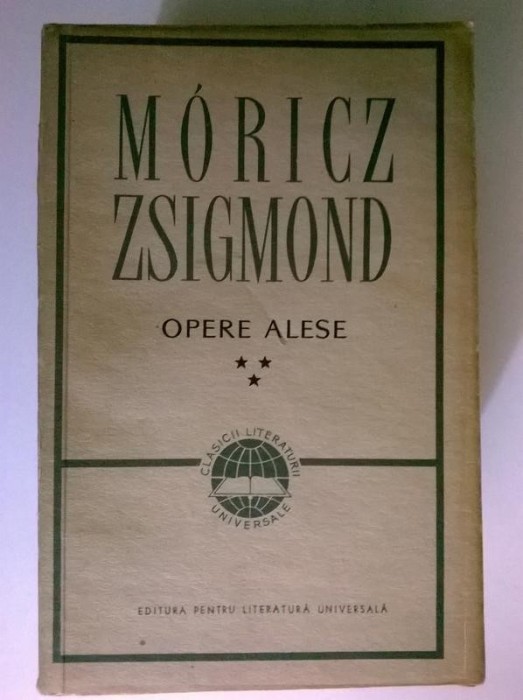 MÓRICZ
ZSIGMOND
OPERE ALESE
★ ★
★
CLASICII LITERATURII
UNIVERSALE
EDITURA PENTRU LITERATURĂ UNIVERSALĂ